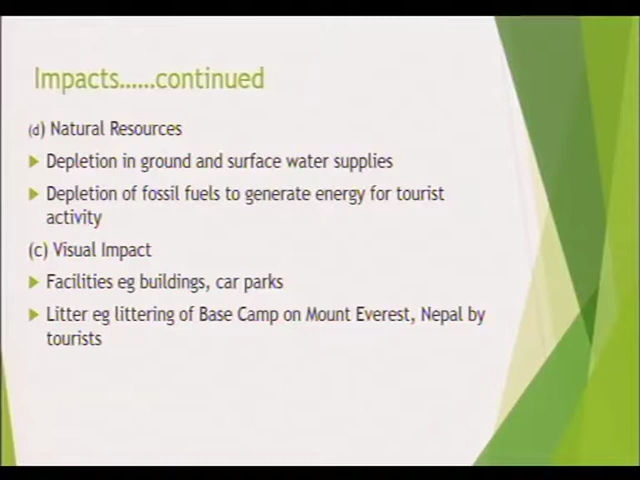 Impacts......continued
(d) Natural Resources
Depletion in ground and surface water supplies
Depletion of fossil fuels to generate energy for tourist
activity
(c) Visual Impact
Facilities eg buildings, car parks
Litter eg littering of Base Camp on Mount Everest, Nepal by
tourists